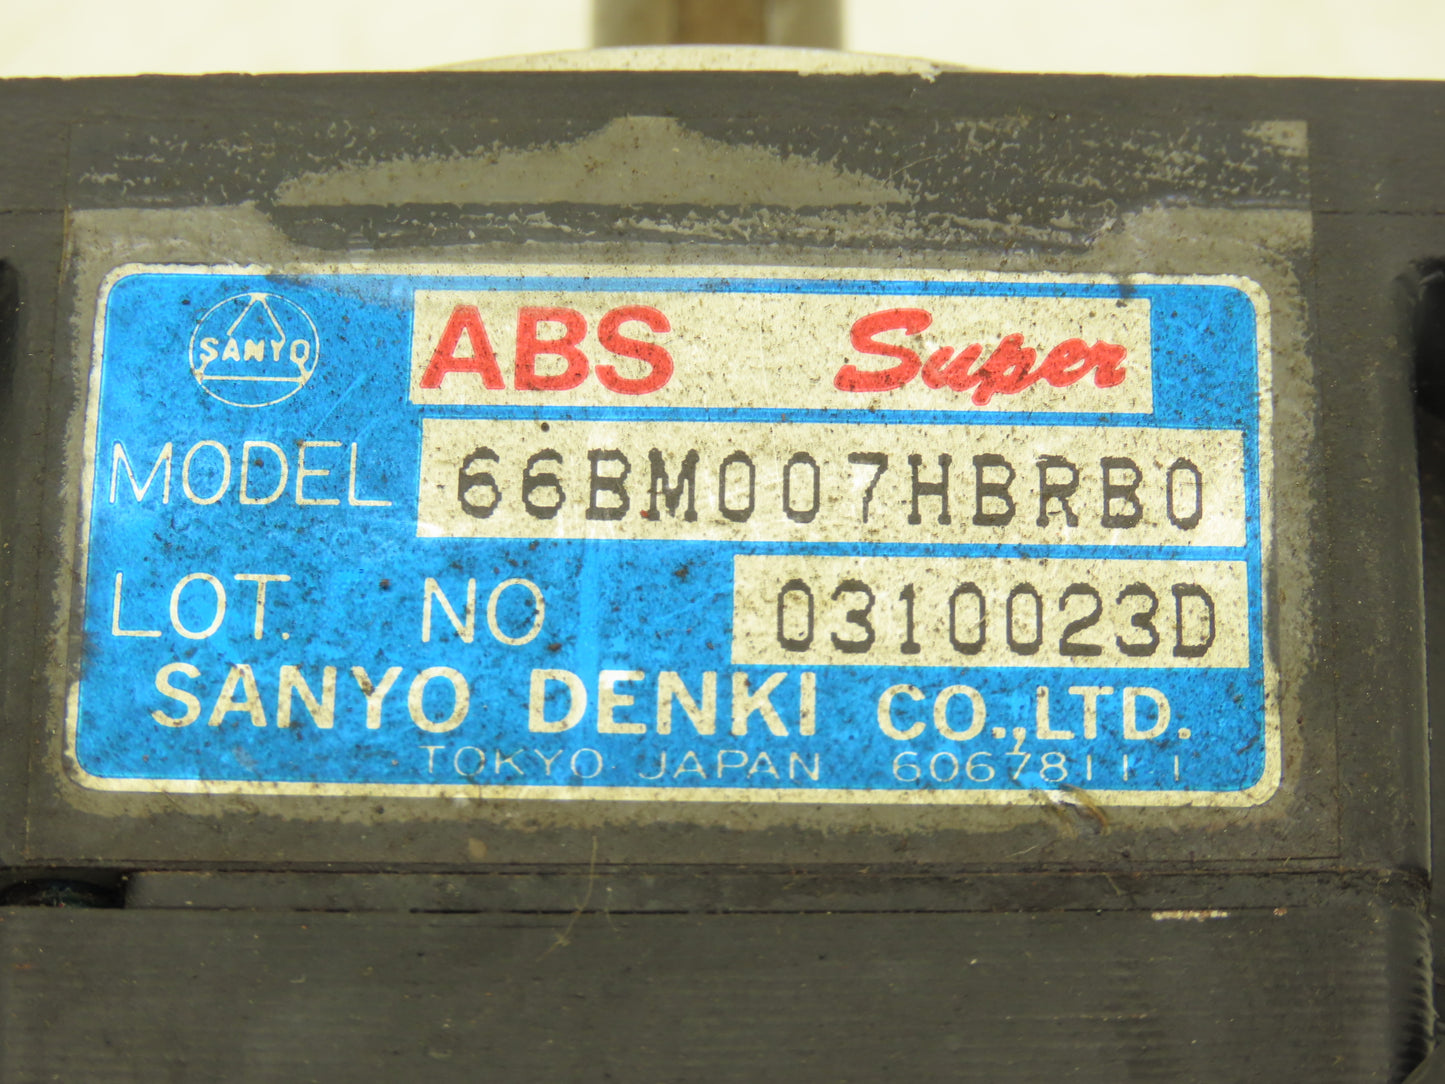 SANYO
ABS Super
MODEL 66BM007HBRB0
LOT. NO 0310023D
SANYO DENKI CO.,LTD.
TOKYO JAPAN 60678111